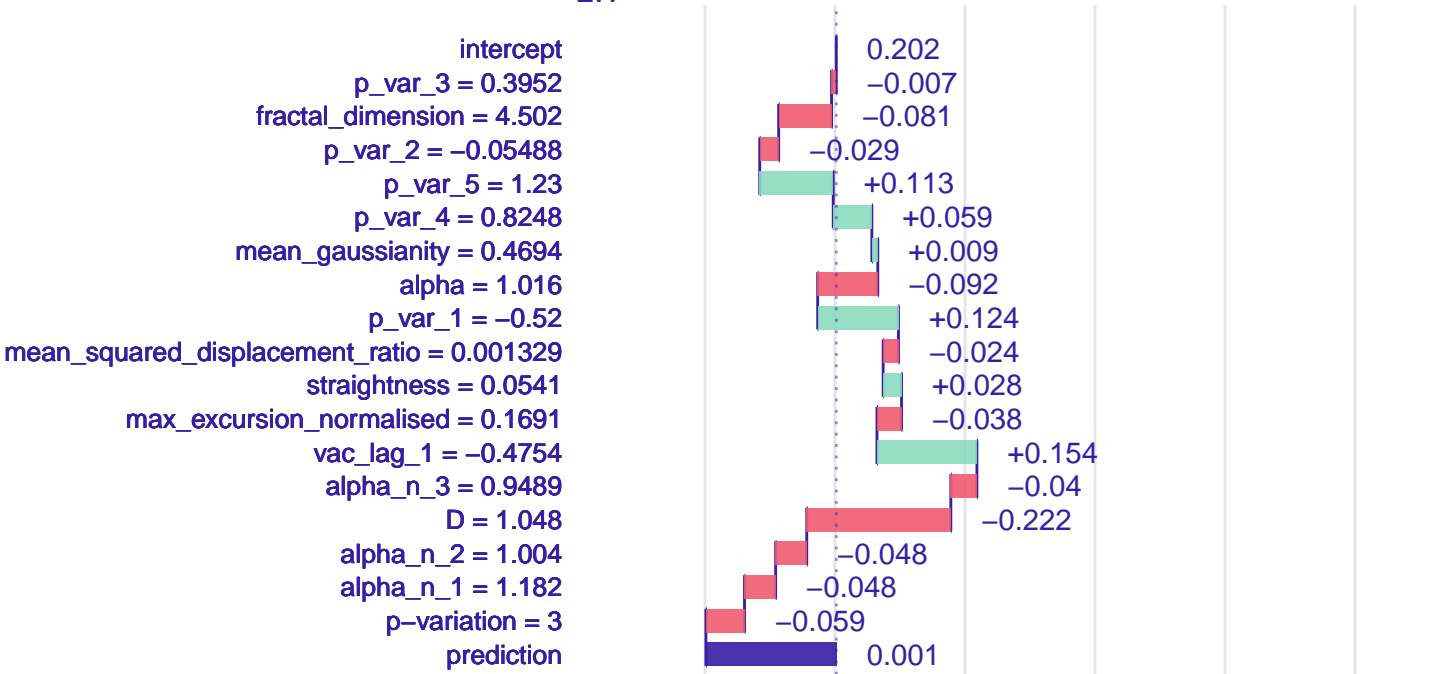 intercept 0.202
p_var_3 = 0.3952 −0.007
fractal_dimension = 4.502 −0.081
p_var_2 = −0.05488 −0.029
p_var_5 = 1.23 +0.113
p_var_4 = 0.8248 +0.059
mean_gaussianity = 0.4694 +0.009
alpha = 1.016 −0.092
p_var_1 = −0.52 +0.124
mean_squared_displacement_ratio = 0.001329 −0.024
straightness = 0.0541 +0.028
max_excursion_normalised = 0.1691 −0.038
vac_lag_1 = −0.4754 +0.154
alpha_n_3 = 0.9489 −0.04
D = 1.048 −0.222
alpha_n_2 = 1.004 −0.048
alpha_n_1 = 1.182 −0.048
p−variation = 3 −0.059
prediction 0.001